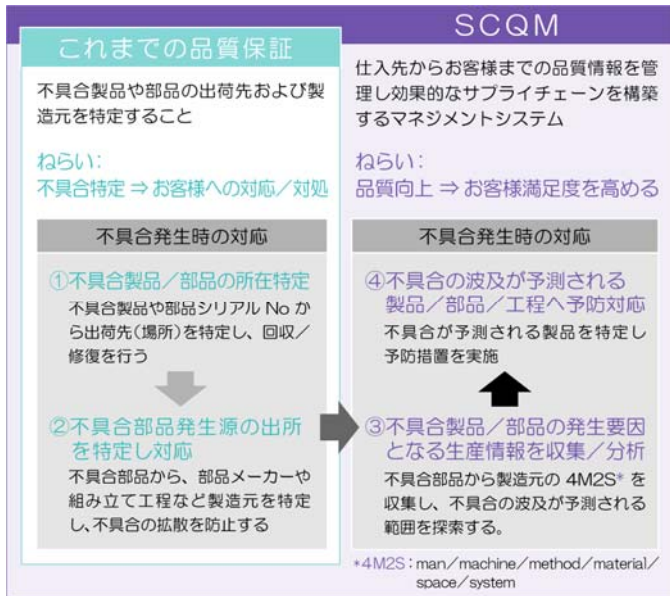 これまでの品質保証
不具合製品や部品の出荷先および製
造元を特定すること
ねらい：
不具合特定 ⇒ お客様への対応／対処
不具合発生時の対応
①不具合製品／部品の所在特定
不具合製品や部品シリアル No か
ら出荷先(場所)を特定し、回収／
修復を行う
②不具合部品発生源の出所
を特定し対応
不具合部品から、部品メーカーや
組み立て工程など製造元を特定
し、不具合の拡散を防止する
SCQM
仕入先からお客様までの品質情報を管
理し効果的なサプライチェーンを構築
するマネジメントシステム
ねらい：
品質向上 ⇒ お客様満足度を高める
不具合発生時の対応
④不具合の波及が予測される
製品／部品／工程へ予防対応
不具合が予測される製品を特定し
予防措置を実施
③不具合製品／部品の発生要因
となる生産情報を収集／分析
不具合部品から製造元の 4M2S* を
収集し、不具合の波及が予測される
範囲を探索する。
*4M2S：man／machine／method／material／
space／system